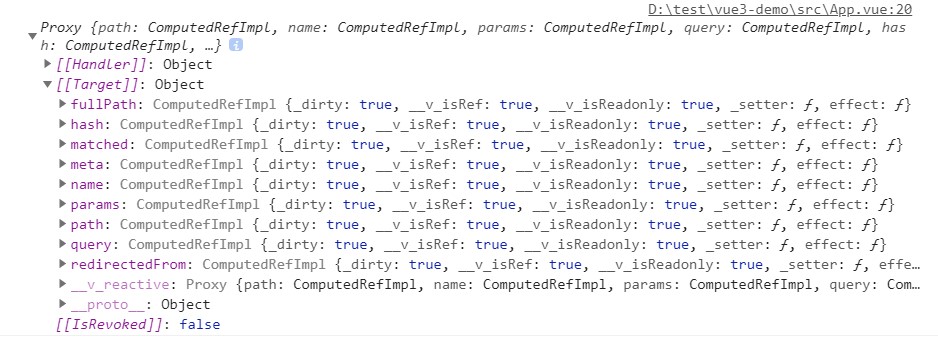 D:\test\vue3-demo\src\App.vue:20
Proxy {path: ComputedRefImpl, name: ComputedRefImpl, params: ComputedRefImpl, query: ComputedRefImpl, has
h: ComputedRefImpl, …} i
[[Handler]]: Object
[[Target]]: Object
fullPath: ComputedRefImpl {_dirty: true, __v_isRef: true, __v_isReadonly: true, _setter: ƒ, effect: ƒ}
hash: ComputedRefImpl {_dirty: true, __v_isRef: true, __v_isReadonly: true, _setter: ƒ, effect: ƒ}
matched: ComputedRefImpl {_dirty: true, __v_isRef: true, __v_isReadonly: true, _setter: ƒ, effect: ƒ}
meta: ComputedRefImpl {_dirty: true, __v_isRef: true, __v_isReadonly: true, _setter: ƒ, effect: ƒ}
name: ComputedRefImpl {_dirty: true, __v_isRef: true, __v_isReadonly: true, _setter: ƒ, effect: ƒ}
params: ComputedRefImpl {_dirty: true, __v_isRef: true, __v_isReadonly: true, _setter: ƒ, effect: ƒ}
path: ComputedRefImpl {_dirty: true, __v_isRef: true, __v_isReadonly: true, _setter: ƒ, effect: ƒ}
query: ComputedRefImpl {_dirty: true, __v_isRef: true, __v_isReadonly: true, _setter: ƒ, effect: ƒ}
redirectedFrom: ComputedRefImpl {_dirty: true, __v_isRef: true, __v_isReadonly: true, _setter: ƒ, effe…
__v_reactive: Proxy {path: ComputedRefImpl, name: ComputedRefImpl, params: ComputedRefImpl, query: Com…
__proto__: Object
[[IsRevoked]]: false